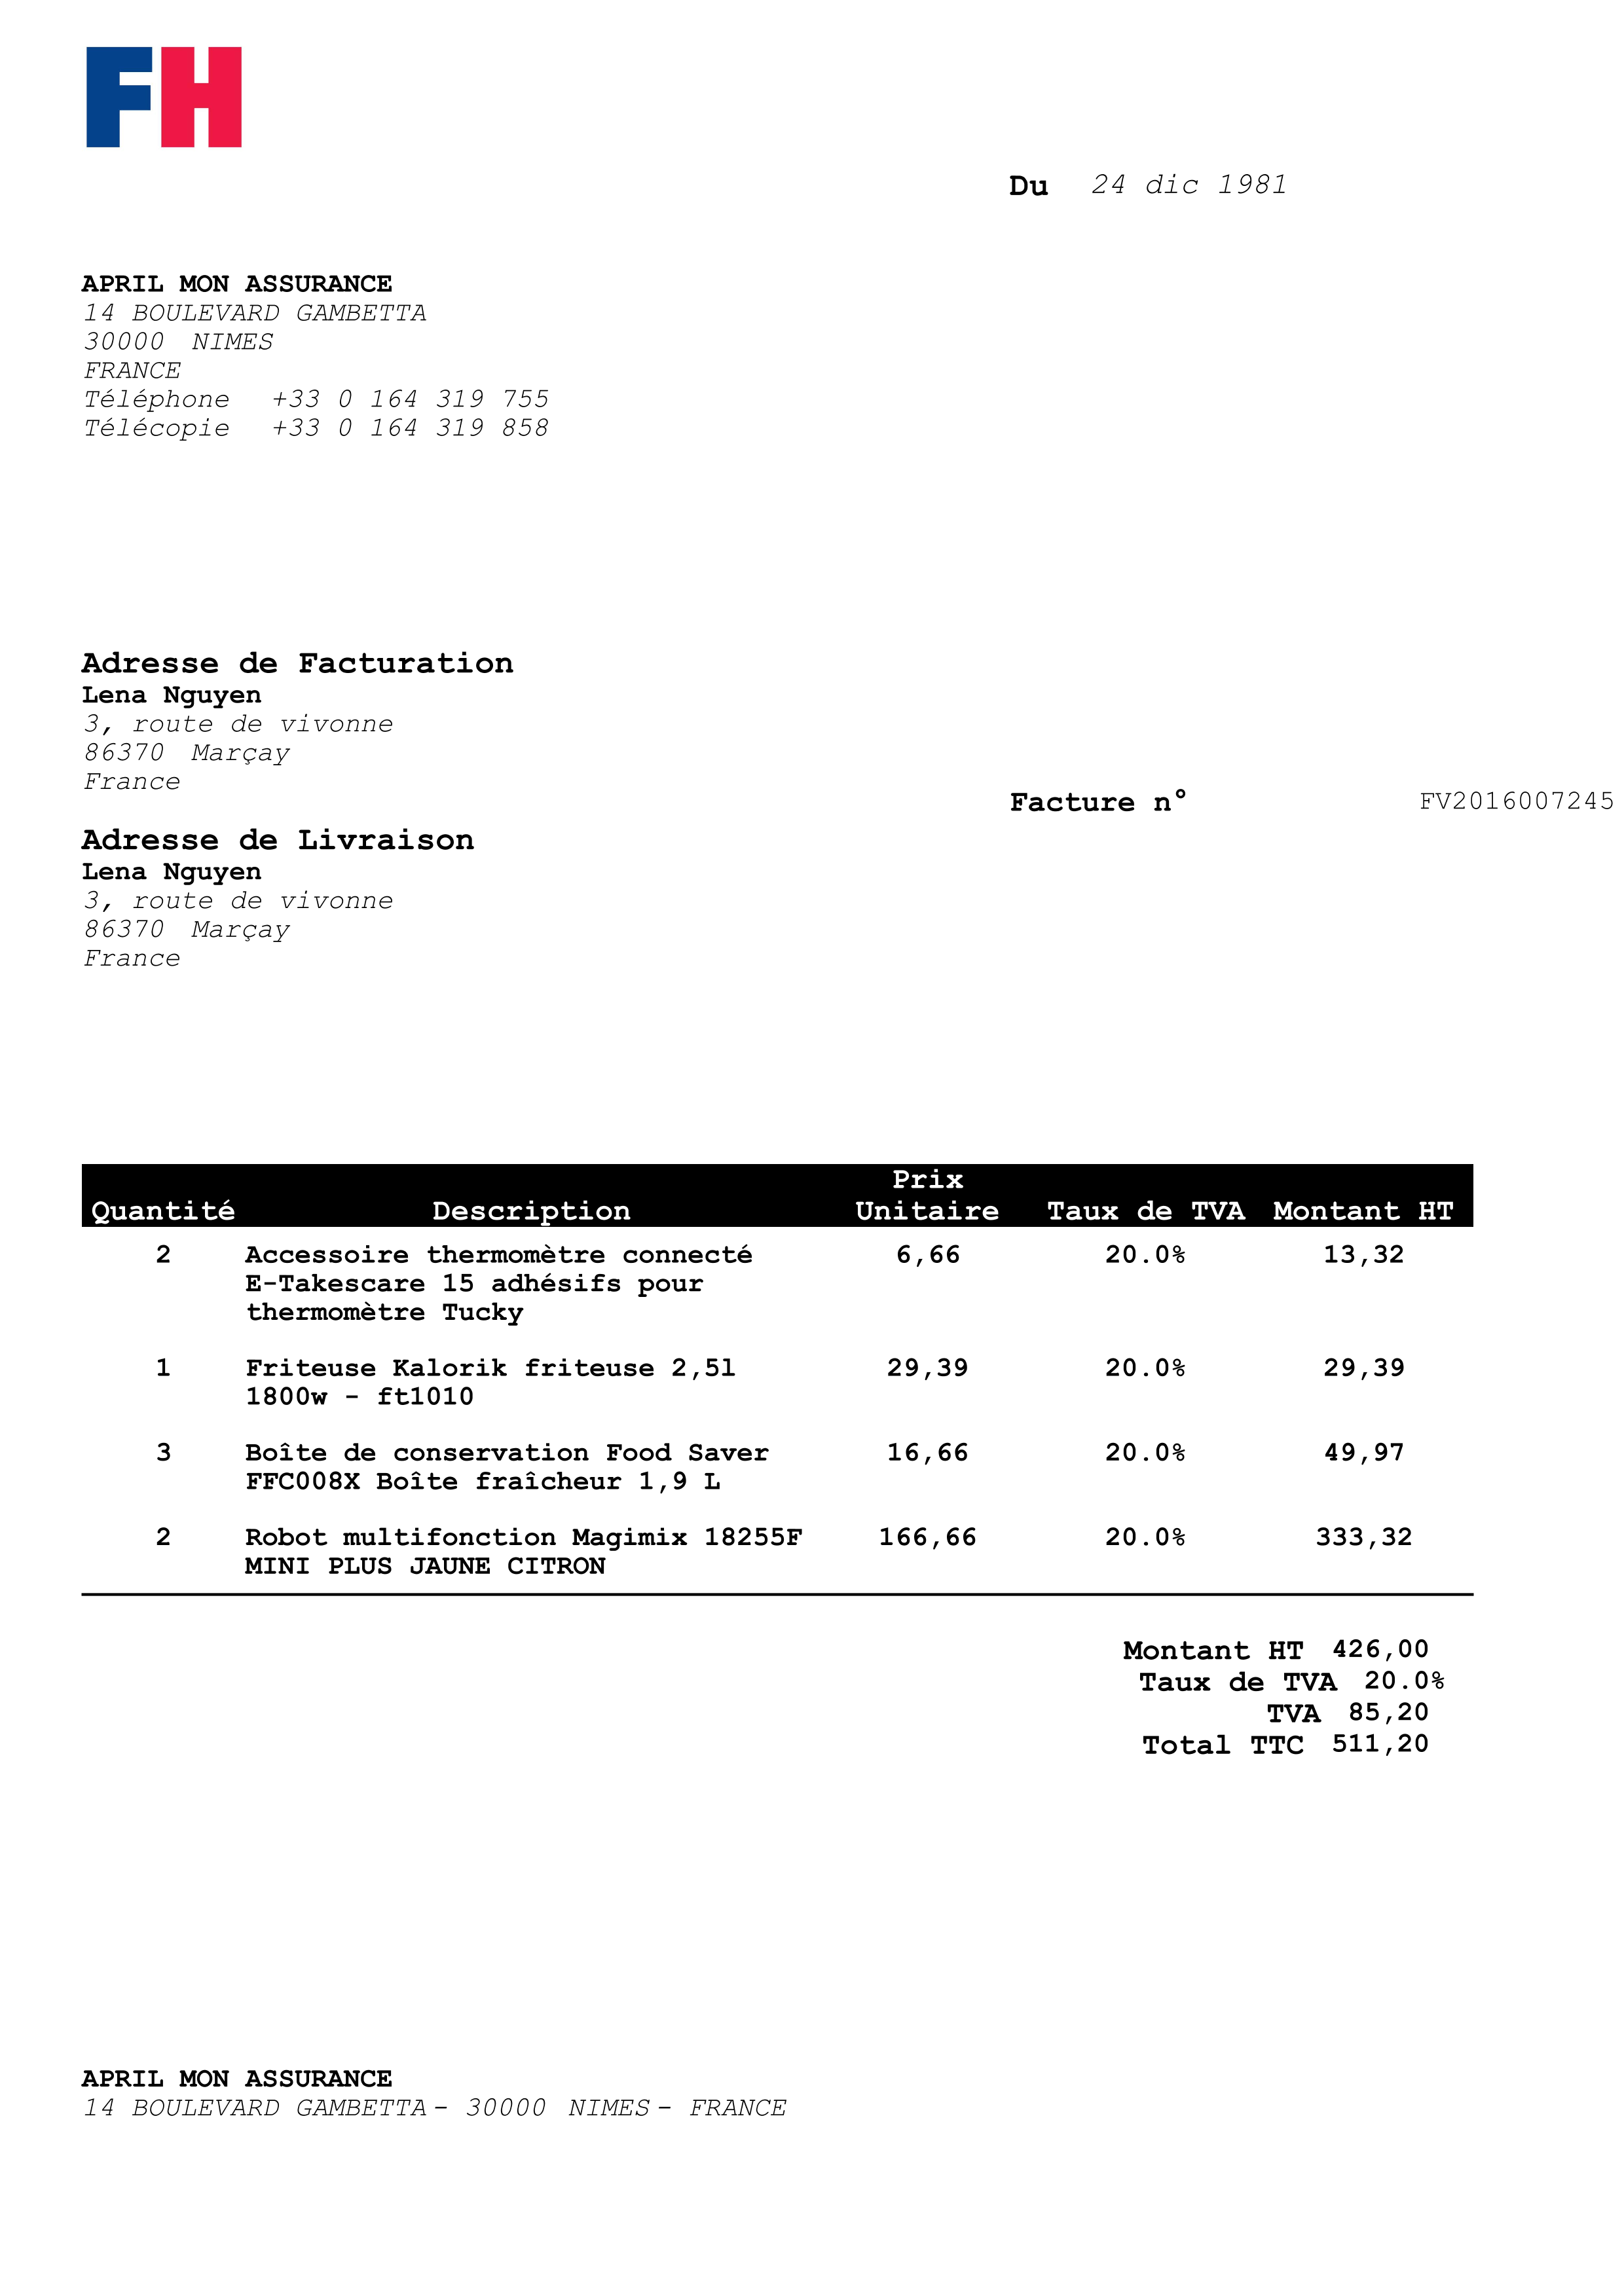 FH
Du 24 dic 1981
APRIL MON ASSURANCE
14 BOULEVARD GAMBETTA
30000 NIMES
FRANCE
Téléphone +33 0 164 319 755
Télécopie +33 0 164 319 858
Adresse de Facturation
Lena Nguyen
3, route de vivonne
86370 Marçay
France
Facture n° FV2016007245
Adresse de Livraison
Lena Nguyen
3, route de vivonne
86370 Marçay
France
Prix
Quantité Description Unitaire Taux de TVA Montant HT
2 Accessoire thermomètre connecté 6,66 20.0% 13,32
E-Takescare 15 adhésifs pour
thermomètre Tucky
1 Friteuse Kalorik friteuse 2,5l 29,39 20.0% 29,39
1800w - ft1010
3 Boîte de conservation Food Saver 16,66 20.0% 49,97
FFC008X Boîte fraîcheur 1,9 L
2 Robot multifonction Magimix 18255F 166,66 20.0% 333,32
MINI PLUS JAUNE CITRON
Montant HT 426,00
Taux de TVA 20.0%
TVA 85,20
Total TTC 511,20
APRIL MON ASSURANCE
14 BOULEVARD GAMBETTA - 30000 NIMES - FRANCE